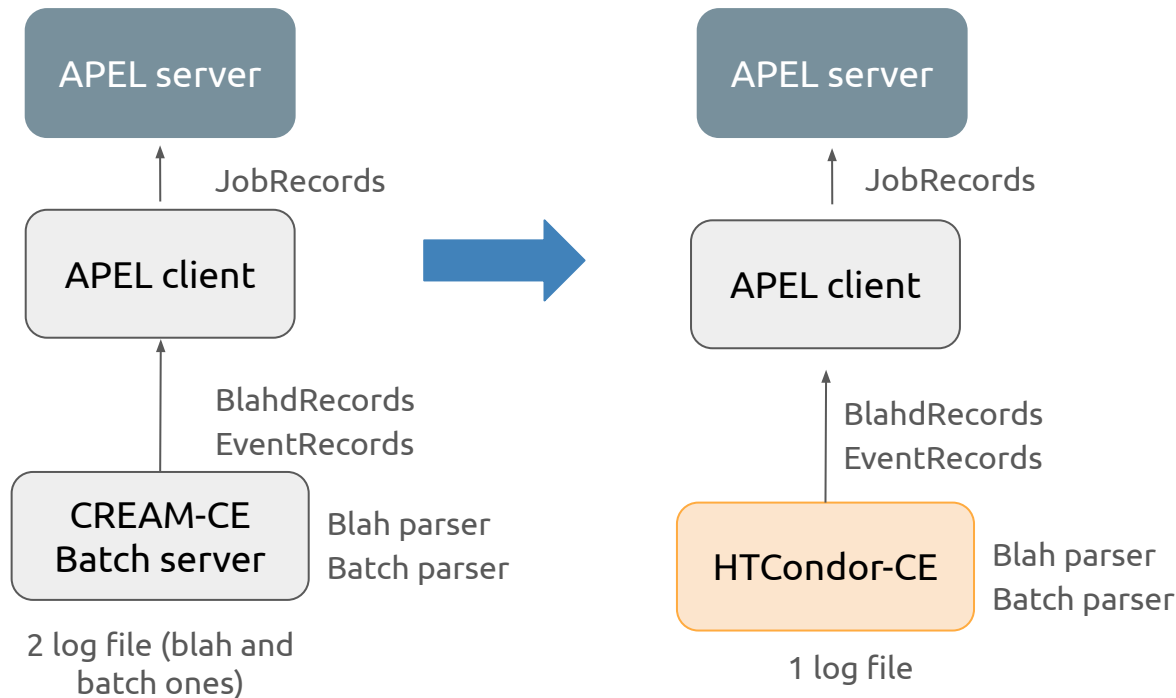 APEL server
JobRecords
APEL client
BlahdRecords
EventRecords
CREAM-CE
Batch server
Blah parser
Batch parser
2 log file (blah and
batch ones)
APEL server
JobRecords
APEL client
BlahdRecords
EventRecords
HTCondor-CE
Blah parser
Batch parser
1 log file